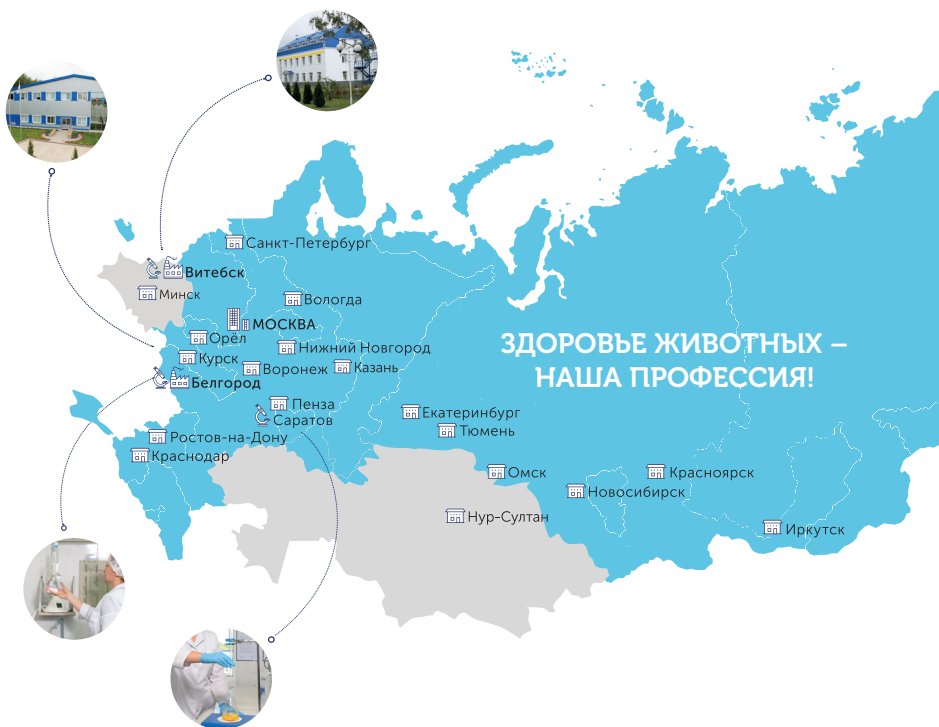 Санкт-Петербург
Витебск
Минск
Вологда
МОСКВА
Орёл
Нижний Новгород
Курск
Воронеж
Казань
Белгород
Пенза
Саратов
Ростов-на-Дону
Краснодар
ЗДОРОВЬЕ ЖИВОТНЫХ –
НАША ПРОФЕССИЯ!
Екатеринбург
Тюмень
Омск
Красноярск
Новосибирск
Нур-Султан
Иркутск